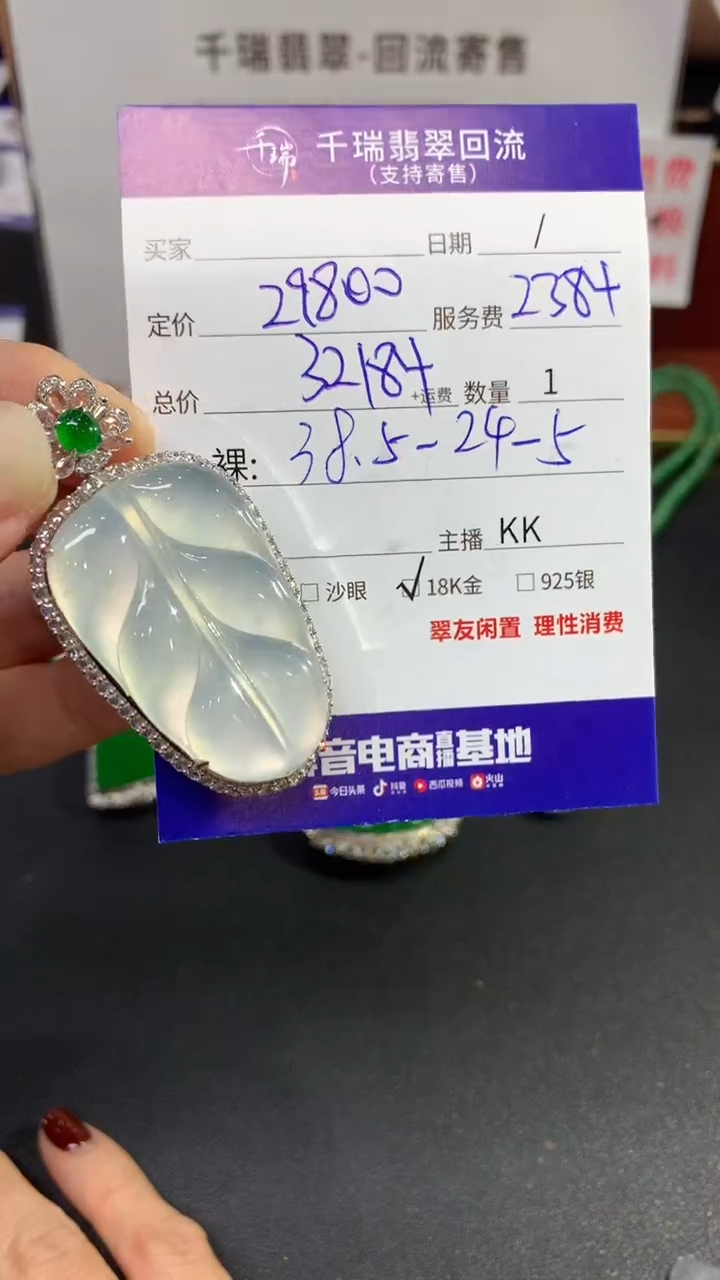 千瑞翡翠-回流寄售
千瑞 千瑞翡翠回流
(支持寄售)
买家 日期 /
定价 29800 服务费 2384
总价 32184 +运费 数量 1
裸: 38.5-24-5
主播 KK
沙眼 √ 18K金 925银
翠友闲置 理性消费
音电商直播基地
今日头条 抖音 西瓜视频 火山